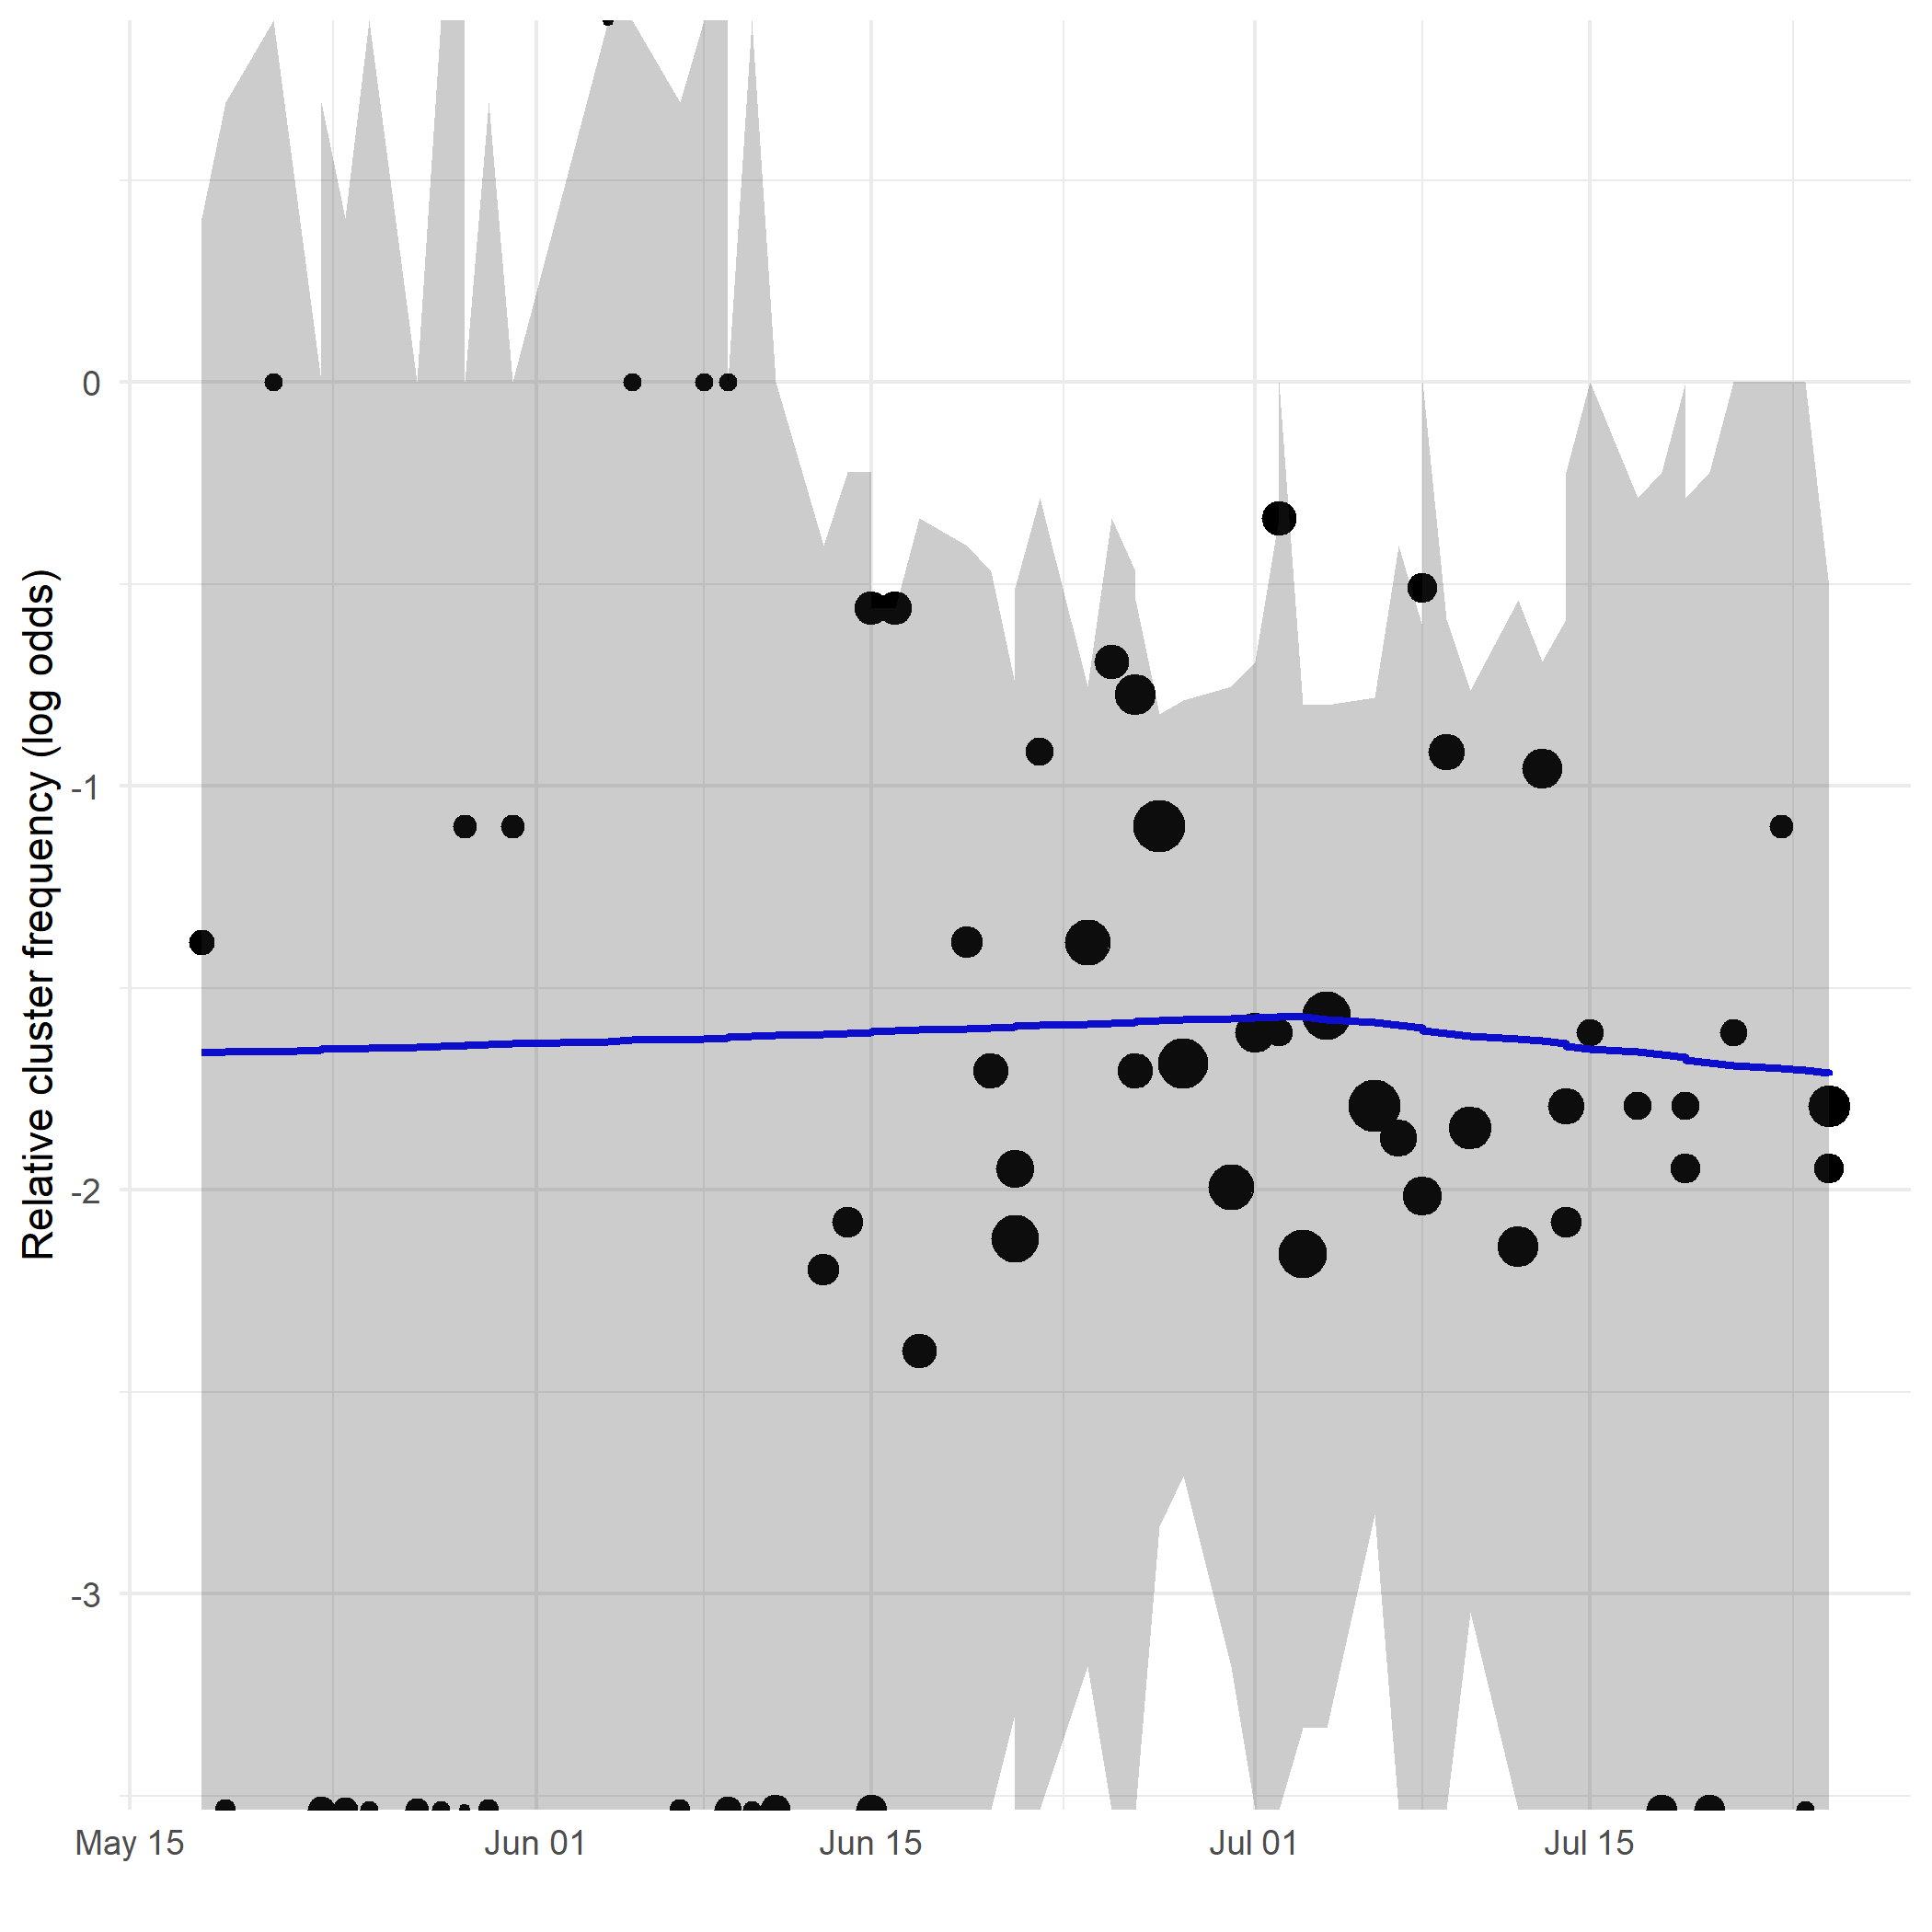 Relative cluster frequency (log odds)
0
-1
-2
-3
May 15
Jun 01
Jun 15
Jul 01
Jul 15